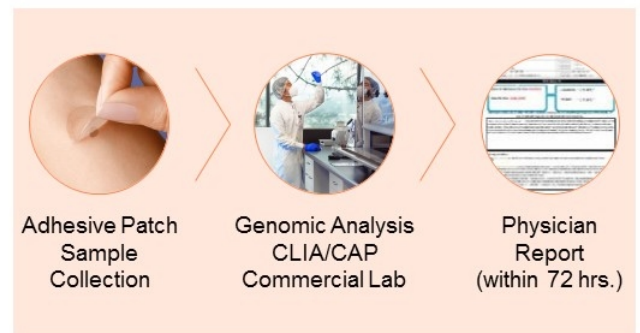 Adhesive Patch
Sample
Collection
Genomic Analysis
CLIA/CAP
Commercial Lab
Physician
Report
(within 72 hrs.)